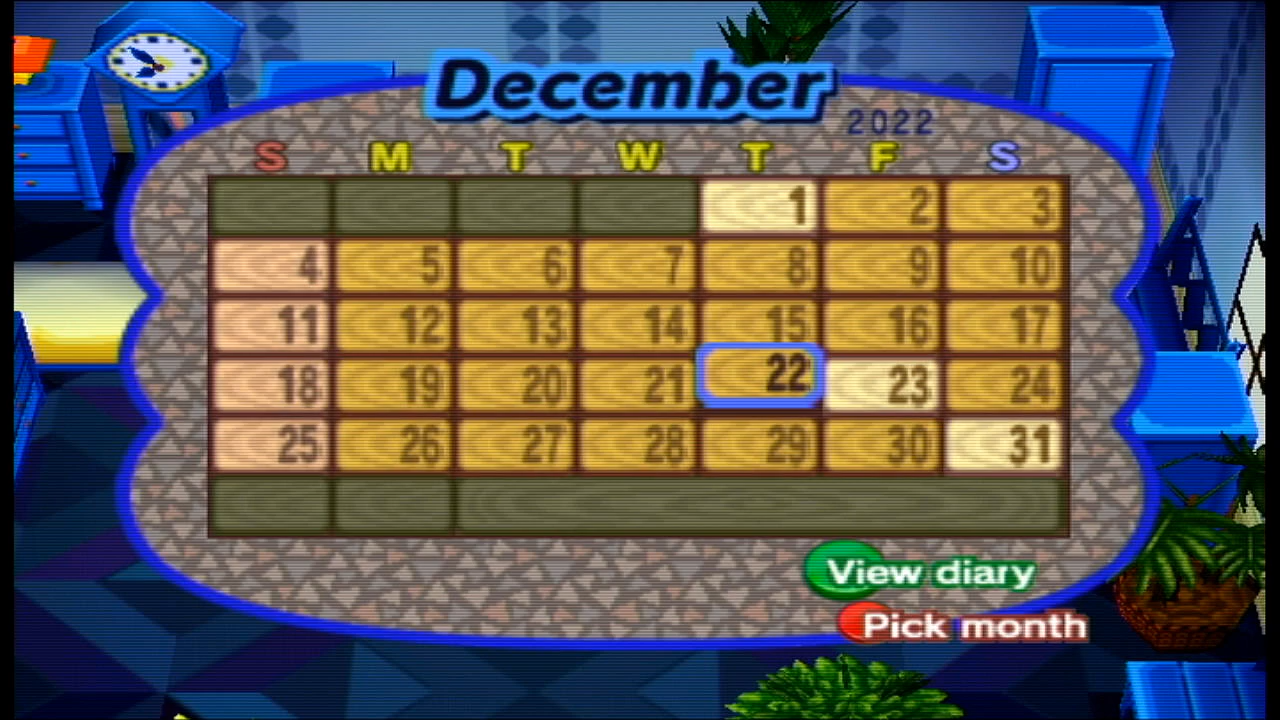 December
2022
S M T W T F S
1 2 3
4 5 6 7 8 9 10
11 12 13 14 15 16 17
18 19 20 21 22 23 24
25 26 27 28 29 30 31
View diary
Pick month